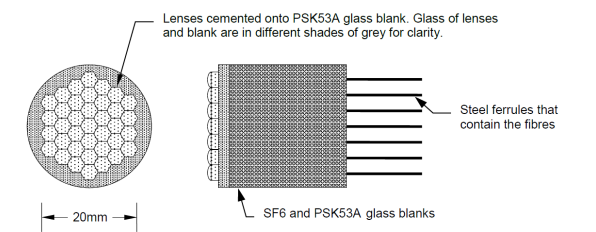 Lenses cemented onto PSK53A glass blank. Glass of lenses
and blank are in different shades of grey for clarity.
Steel ferrules that
contain the fibres
20mm
SF6 and PSK53A glass blanks